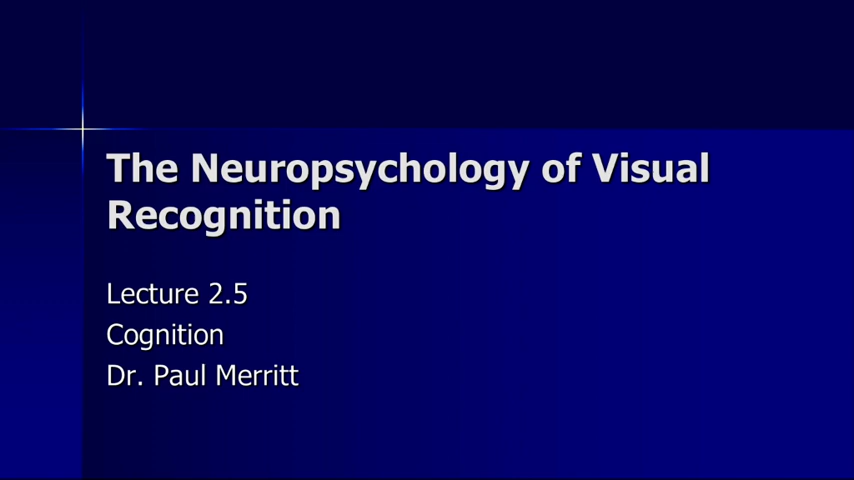 The Neuropsychology of Visual
Recognition
Lecture 2.5
Cognition
Dr. Paul Merritt